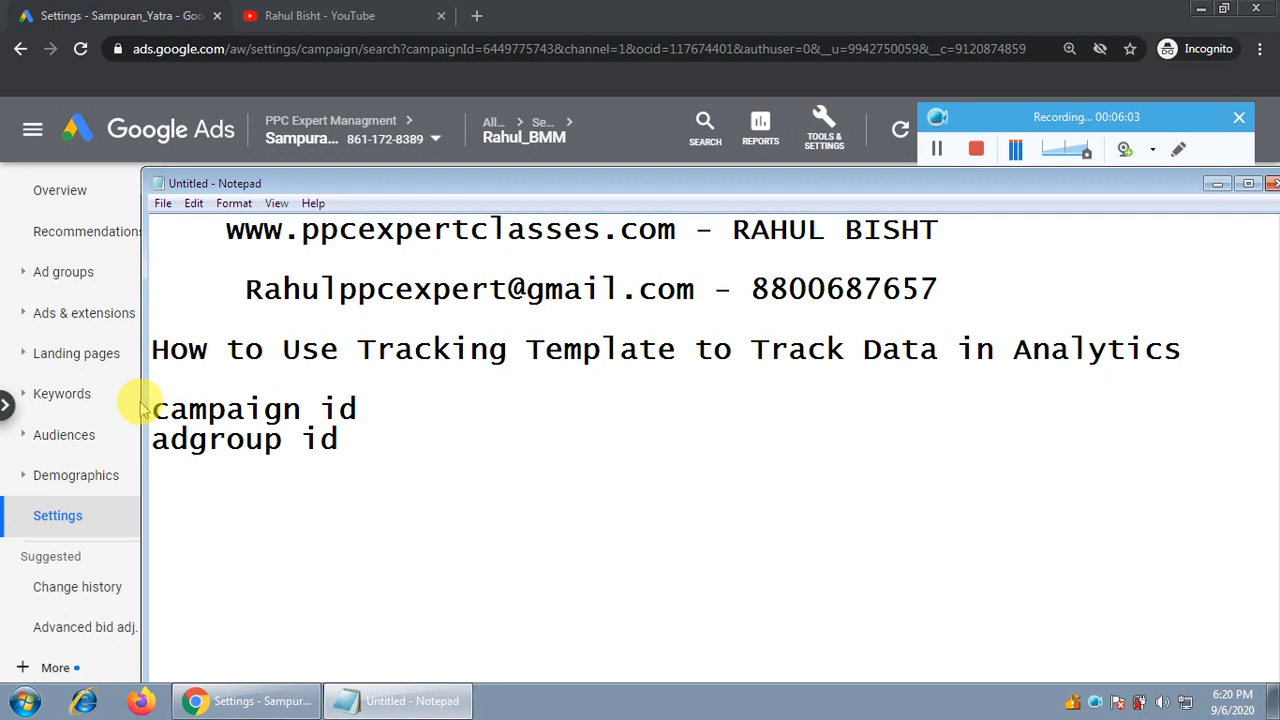 Settings - Sampuran_Yatra - Goo
Rahul Bisht - YouTube
ads.google.com/aw/settings/campaign/search?campaignId=6449775743&channel=1&ocid=117674401&authuser=0&__u=9942750059&__c=9120874859
Incognito
Google Ads
PPC Expert Managment
Sampura... 861-172-8389
All... Se...
Rahul_BMM
SEARCH
REPORTS
TOOLS & SETTINGS
Recording... 00:06:03
Overview
Recommendations
Ad groups
Ads & extensions
Landing pages
Keywords
Audiences
Demographics
Settings
Suggested
Change history
Advanced bid adj.
More
Untitled - Notepad
File Edit Format View Help
www.ppcexpertclasses.com - RAHUL BISHT
Rahulppcexpert@gmail.com - 8800687657
How to Use Tracking Template to Track Data in Analytics
campaign id
adgroup id
Settings - Sampur...
Untitled - Notepad
6:20 PM
9/6/2020